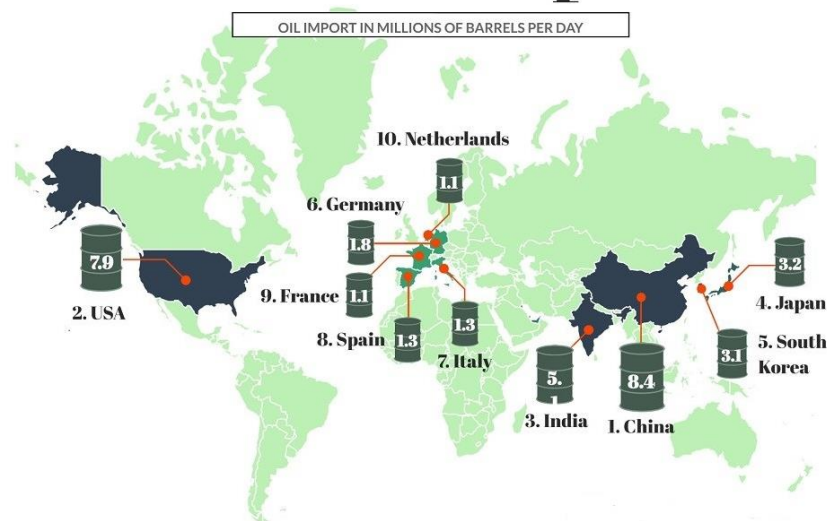 OIL IMPORT IN MILLIONS OF BARRELS PER DAY
10. Netherlands
1.1
6. Germany
1.8
7.9
2. USA
9. France
1.1
8. Spain
1.3
1.3
7. Italy
3.2
4. Japan
3.1
5. South
Korea
5.
1
3. India
8.4
1. China